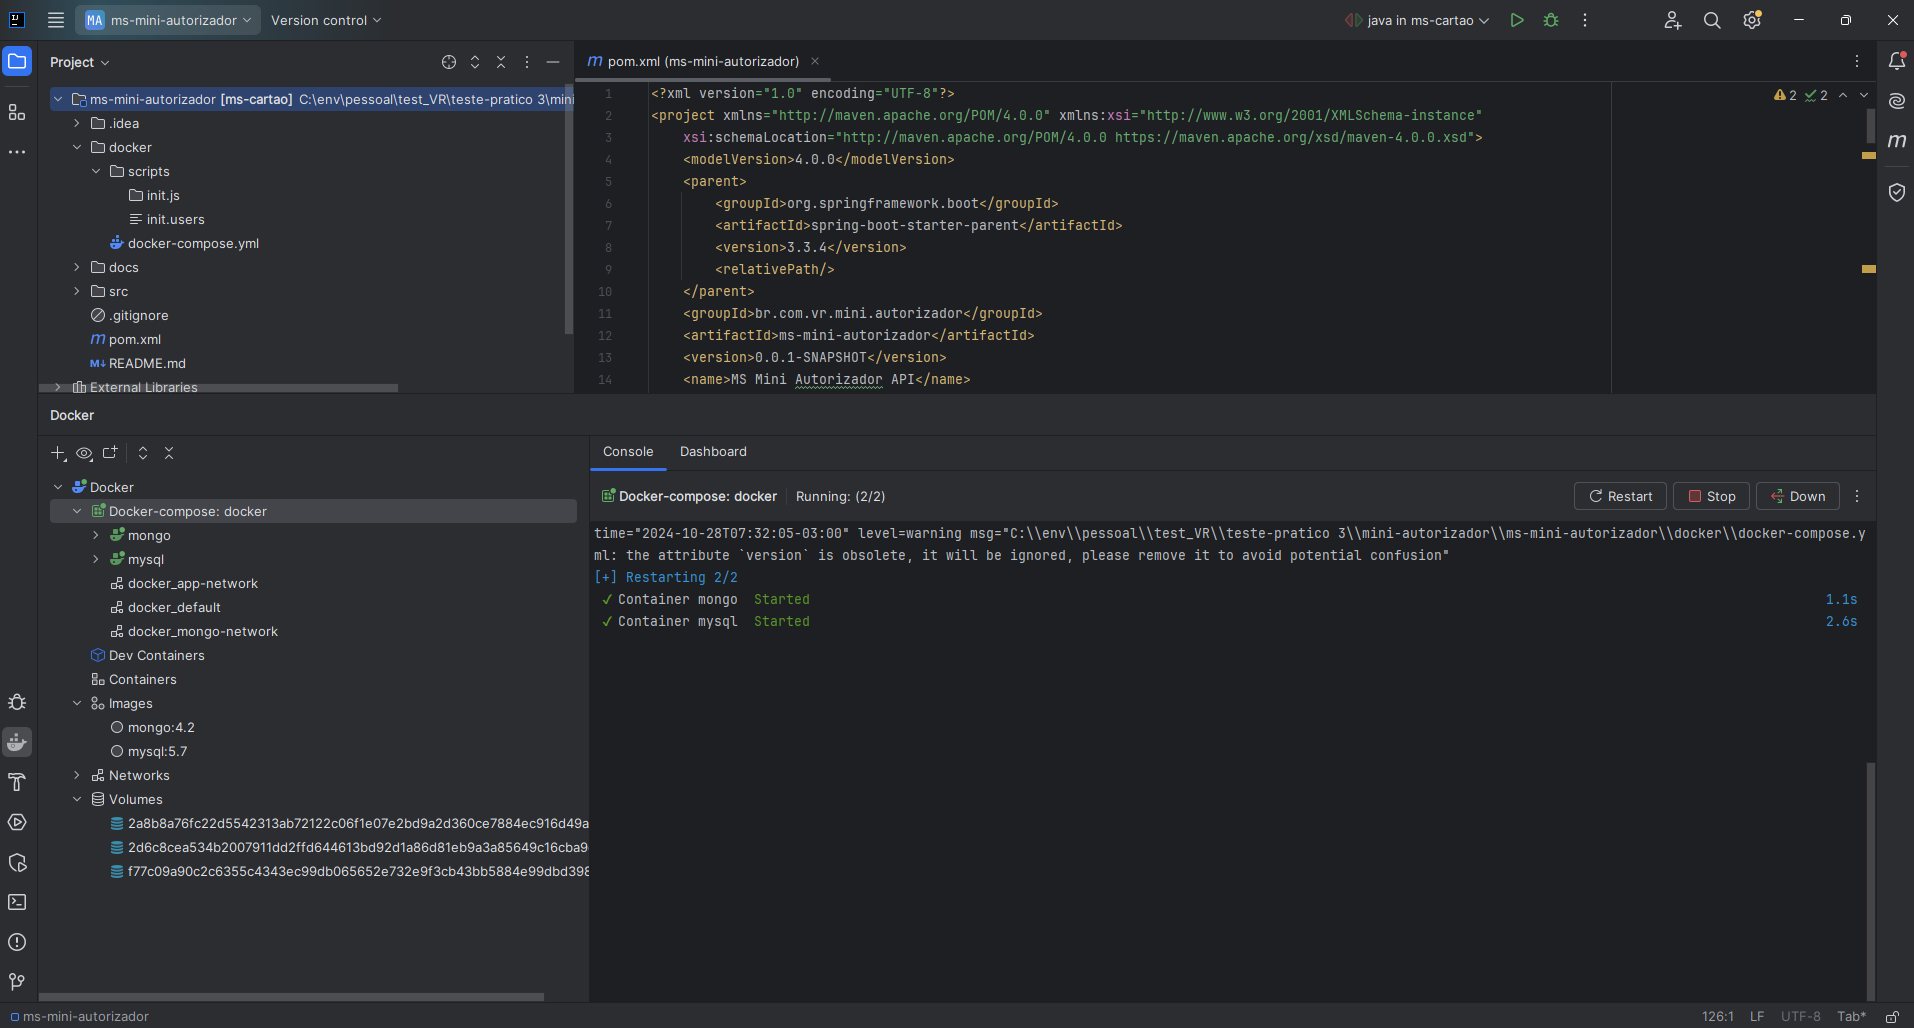 MA ms-mini-autorizador Version control java in ms-cartao
Project
ms-mini-autorizador [ms-cartao] C:\env\pessoal\test_VR\teste-pratico 3\mini
.idea
docker
scripts
init.js
init.users
docker-compose.yml
docs
src
.gitignore
pom.xml
README.md
External Libraries
pom.xml (ms-mini-autorizador)
2 2
1 <?xml version="1.0" encoding="UTF-8"?>
2 <project xmlns="http://maven.apache.org/POM/4.0.0" xmlns:xsi="http://www.w3.org/2001/XMLSchema-instance"
3 xsi:schemaLocation="http://maven.apache.org/POM/4.0.0 https://maven.apache.org/xsd/maven-4.0.0.xsd">
4 <modelVersion>4.0.0</modelVersion>
5 <parent>
6 <groupId>org.springframework.boot</groupId>
7 <artifactId>spring-boot-starter-parent</artifactId>
8 <version>3.3.4</version>
9 <relativePath/>
10 </parent>
11 <groupId>br.com.vr.mini.autorizador</groupId>
12 <artifactId>ms-mini-autorizador</artifactId>
13 <version>0.0.1-SNAPSHOT</version>
14 <name>MS Mini Autorizador API</name>
Docker
Docker
Docker-compose: docker
mongo
mysql
docker_app-network
docker_default
docker_mongo-network
Dev Containers
Containers
Images
mongo:4.2
mysql:5.7
Networks
Volumes
2a8b8a76fc22d5542313ab72122c06f1e07e2bd9a2d360ce7884ec916d49a
2d6c8cea534b2007911dd2ffd644613bd92d1a86d81eb9a3a85649c16cba9
f77c09a90c2c6355c4343ec99db065652e732e9f3cb43bb5884e99dbd398
Console Dashboard
Docker-compose: docker Running: (2/2) Restart Stop Down
time="2024-10-28T07:32:05-03:00" level=warning msg="C:\\env\\pessoal\\test_VR\\teste-pratico 3\\mini-autorizador\\ms-mini-autorizador\\docker\\docker-compose.y
ml: the attribute `version` is obsolete, it will be ignored, please remove it to avoid potential confusion"
[+] Restarting 2/2
✓ Container mongo Started 1.1s
✓ Container mysql Started 2.6s
ms-mini-autorizador 126:1 LF UTF-8 Tab*